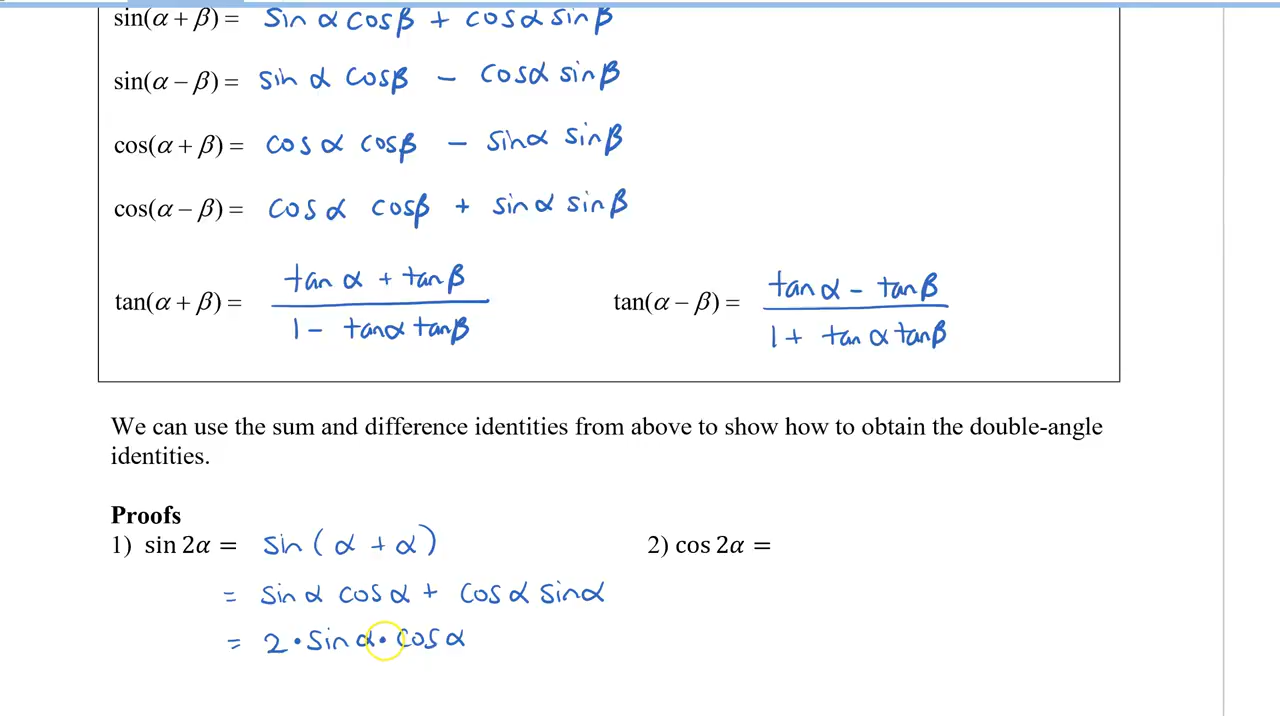 sin(α + β) = sin α cos β + cos α sin β
sin(α − β) = sin α cos β − cos α sin β
cos(α + β) = cos α cos β − sin α sin β
cos(α − β) = cos α cos β + sin α sin β
tan(α + β) = (tan α + tan β) / (1 − tan α tan β) tan(α − β) = (tan α − tan β) / (1 + tan α tan β)
We can use the sum and difference identities from above to show how to obtain the double-angle
identities.
Proofs
1) sin 2α = sin(α + α) 2) cos 2α =
= sin α cos α + cos α sin α
= 2 • sin α • cos α